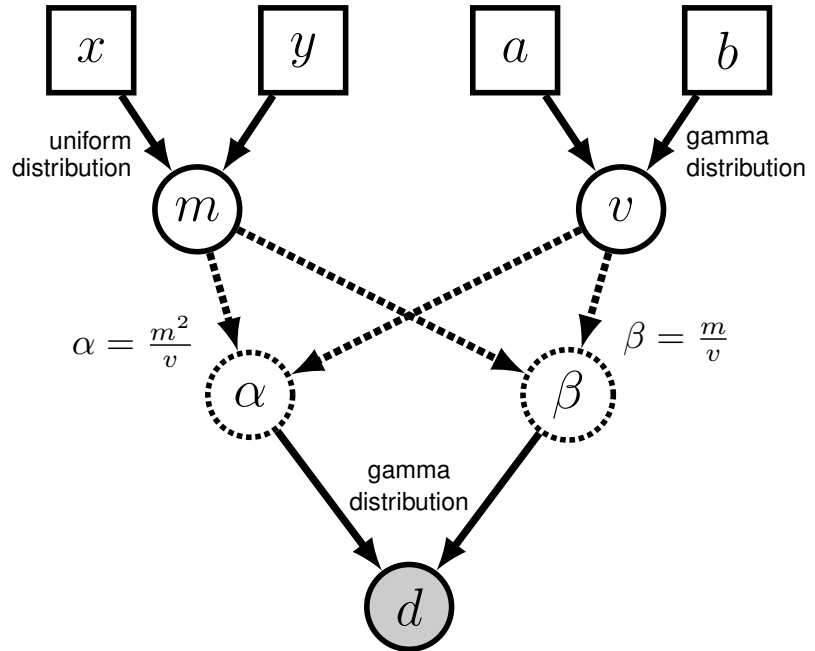 x
y
a
b
uniform
distribution
gamma
distribution
m
v
α = m²/v
β = m/v
α
β
gamma
distribution
d